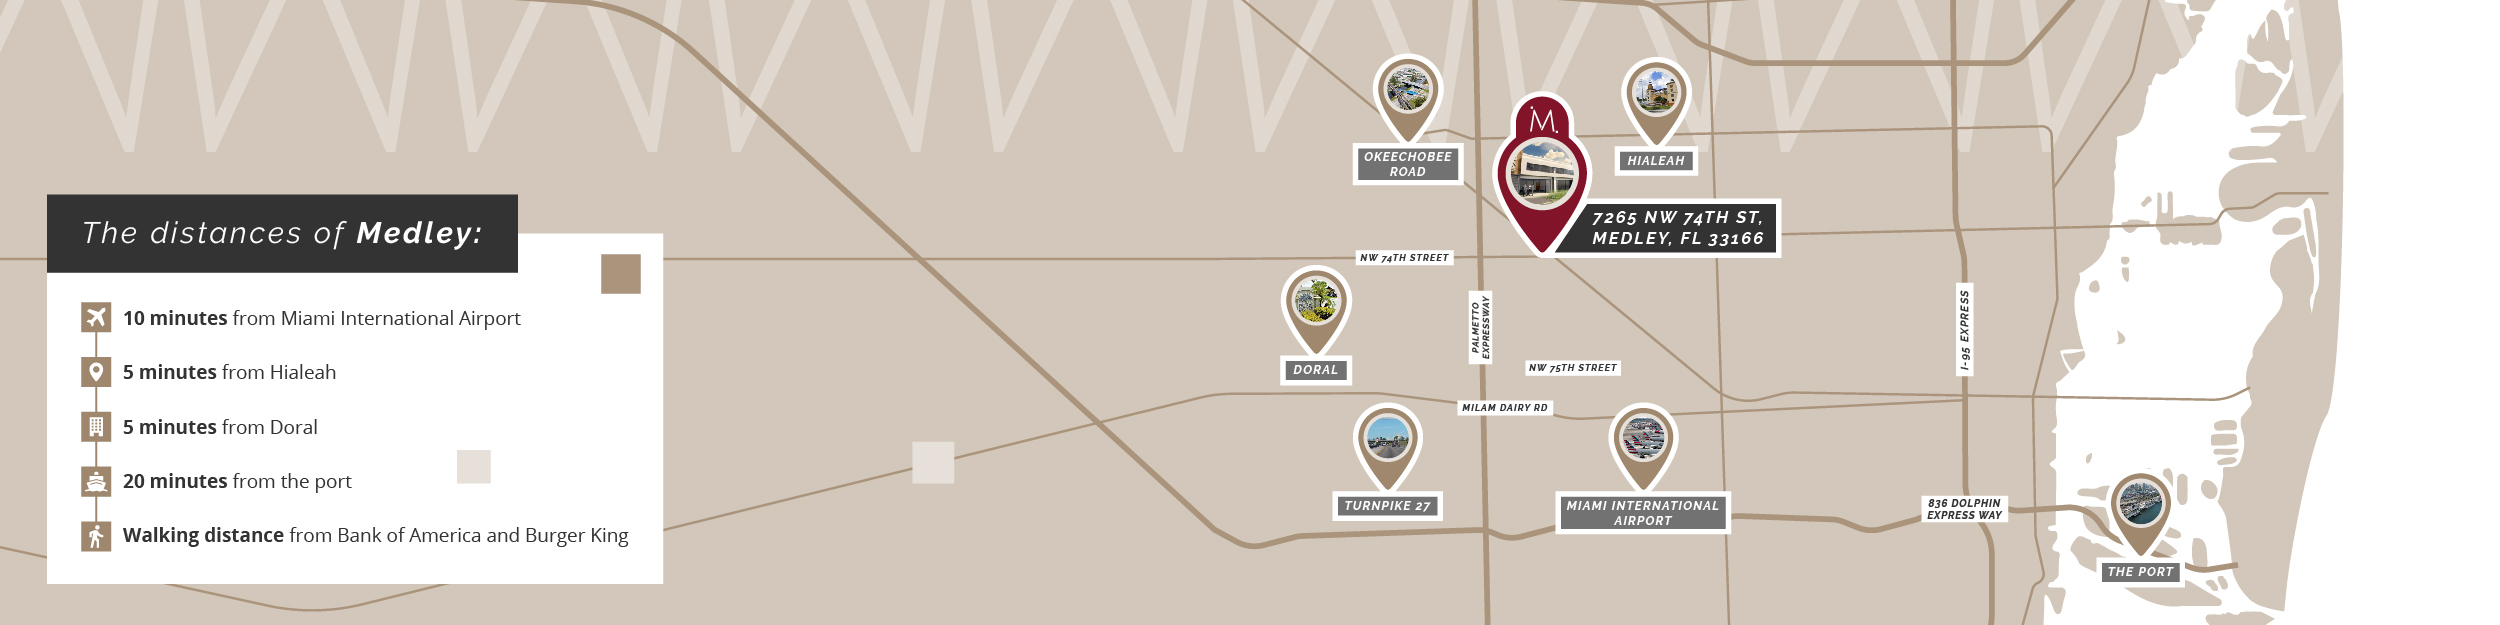 The distances of Medley:
10 minutes from Miami International Airport
5 minutes from Hialeah
5 minutes from Doral
20 minutes from the port
Walking distance from Bank of America and Burger King
OKEECHOBEE
ROAD
M.
HIALEAH
7265 NW 74TH ST,
MEDLEY, FL 33166
NW 74TH STREET
DORAL
PALMETTO
EXPRESSWAY
I-95 EXPRESS
NW 75TH STREET
MILAM DAIRY RD
TURNPIKE 27
MIAMI INTERNATIONAL
AIRPORT
836 DOLPHIN
EXPRESS WAY
THE PORT